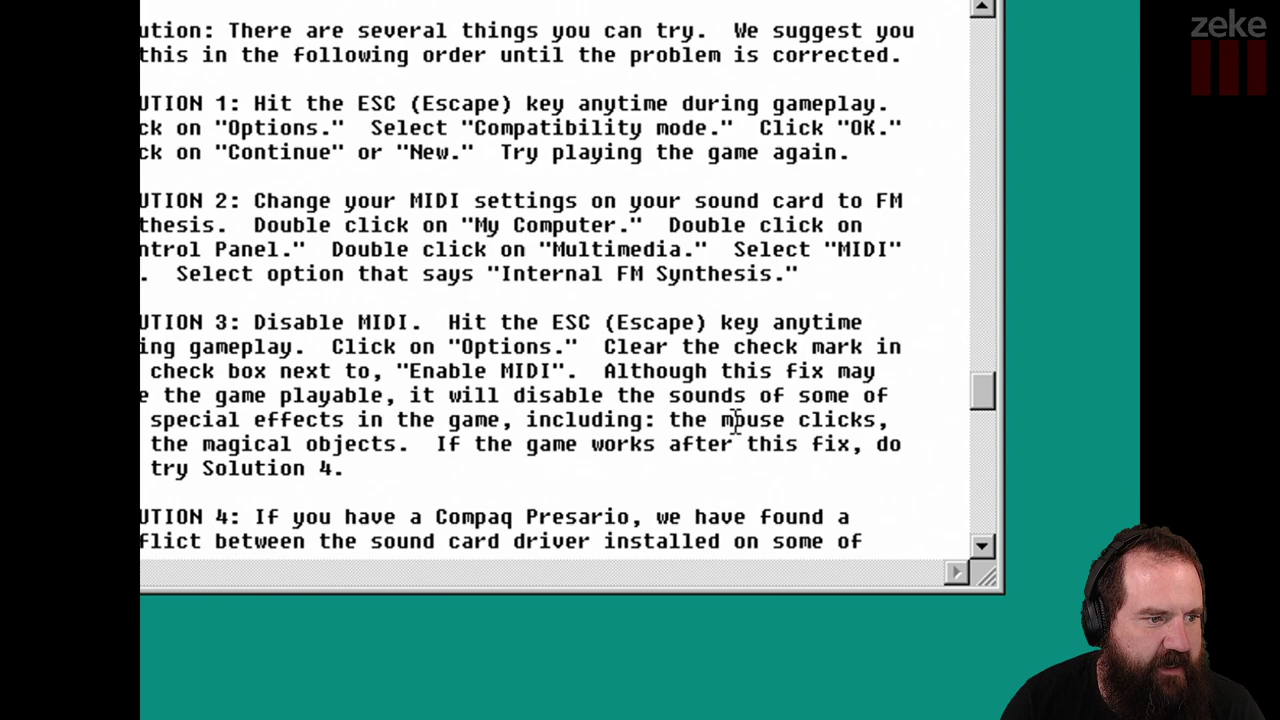 zeke
ution: There are several things you can try. We suggest you
this in the following order until the problem is corrected.
UTION 1: Hit the ESC (Escape) key anytime during gameplay.
ck on "Options." Select "Compatibility mode." Click "OK."
ck on "Continue" or "New." Try playing the game again.
UTION 2: Change your MIDI settings on your sound card to FM
thesis. Double click on "My Computer." Double click on
ntrol Panel." Double click on "Multimedia." Select "MIDI"
. Select option that says "Internal FM Synthesis."
UTION 3: Disable MIDI. Hit the ESC (Escape) key anytime
ing gameplay. Click on "Options." Clear the check mark in
check box next to, "Enable MIDI". Although this fix may
e the game playable, it will disable the sounds of some of
special effects in the game, including: the mouse clicks,
the magical objects. If the game works after this fix, do
try Solution 4.
UTION 4: If you have a Compaq Presario, we have found a
flict between the sound card driver installed on some of